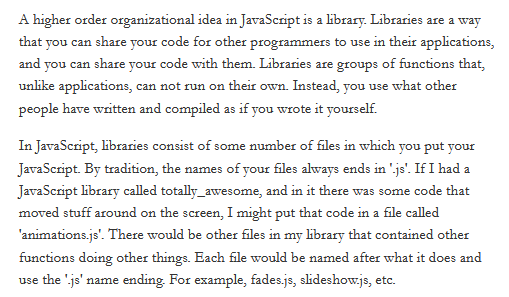 A higher order organizational idea in JavaScript is a library. Libraries are a way
that you can share your code for other programmers to use in their applications,
and you can share your code with them. Libraries are groups of functions that,
unlike applications, can not run on their own. Instead, you use what other
people have written and compiled as if you wrote it yourself.
In JavaScript, libraries consist of some number of files in which you put your
JavaScript. By tradition, the names of your files always ends in '.js'. If I had a
JavaScript library called totally_awesome, and in it there was some code that
moved stuff around on the screen, I might put that code in a file called
'animations.js'. There would be other files in my library that contained other
functions doing other things. Each file would be named after what it does and
use the '.js' name ending. For example, fades.js, slideshow.js, etc.